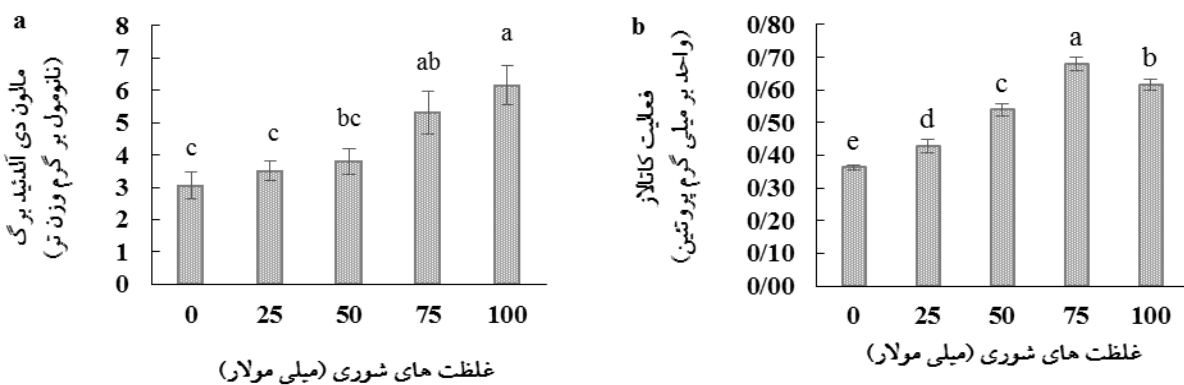 a
مالون دی آلدئید برگ
(نانومول بر گرم وزن تر)
8
7
6
5
4
3
2
1
0
c
c
bc
ab
a
0 25 50 75 100
غلظت های شوری (میلی مولار)
b
فعالیت کاتالاز
(واحد بر میلی گرم پروتئین)
0/80
0/70
0/60
0/50
0/40
0/30
0/20
0/10
0/00
e
d
c
a
b
0 25 50 75 100
غلظت های شوری (میلی مولار)